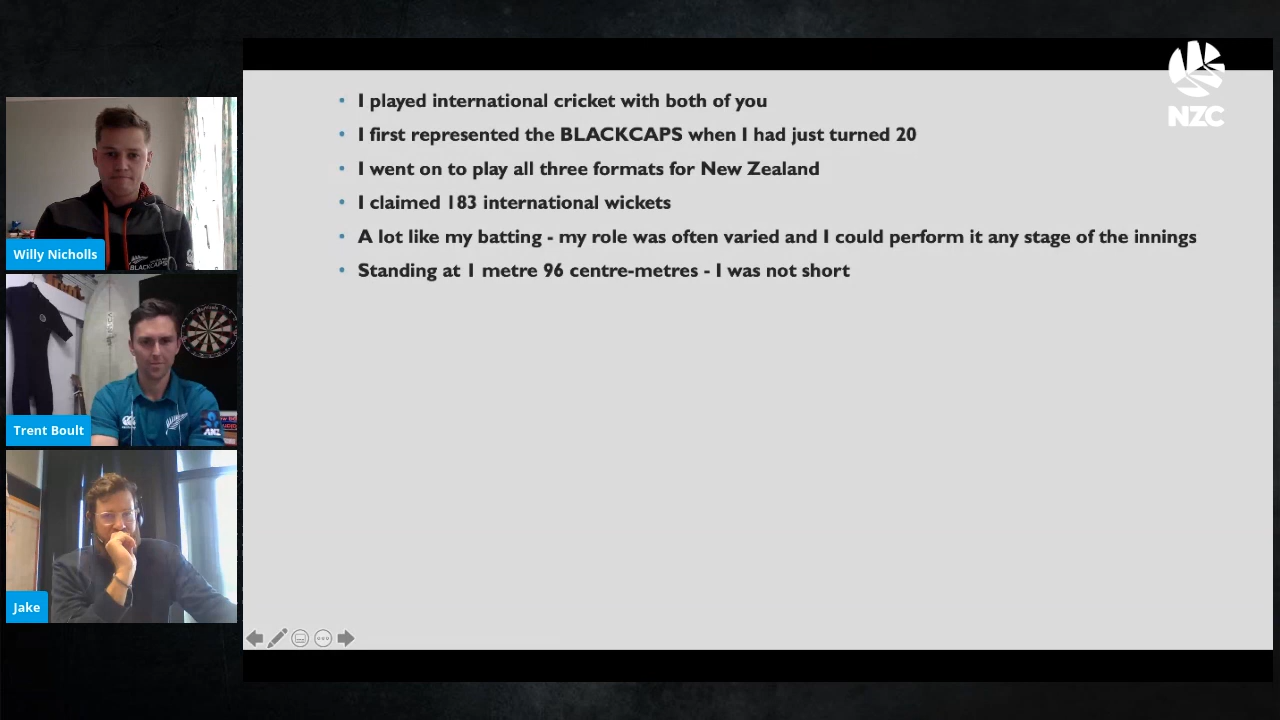 NZC
• I played international cricket with both of you
• I first represented the BLACKCAPS when I had just turned 20
• I went on to play all three formats for New Zealand
• I claimed 183 international wickets
• A lot like my batting - my role was often varied and I could perform it any stage of the innings
• Standing at 1 metre 96 centre-metres - I was not short
BLACKCAPS
Willy Nicholls
ANZ
Trent Boult
Jake